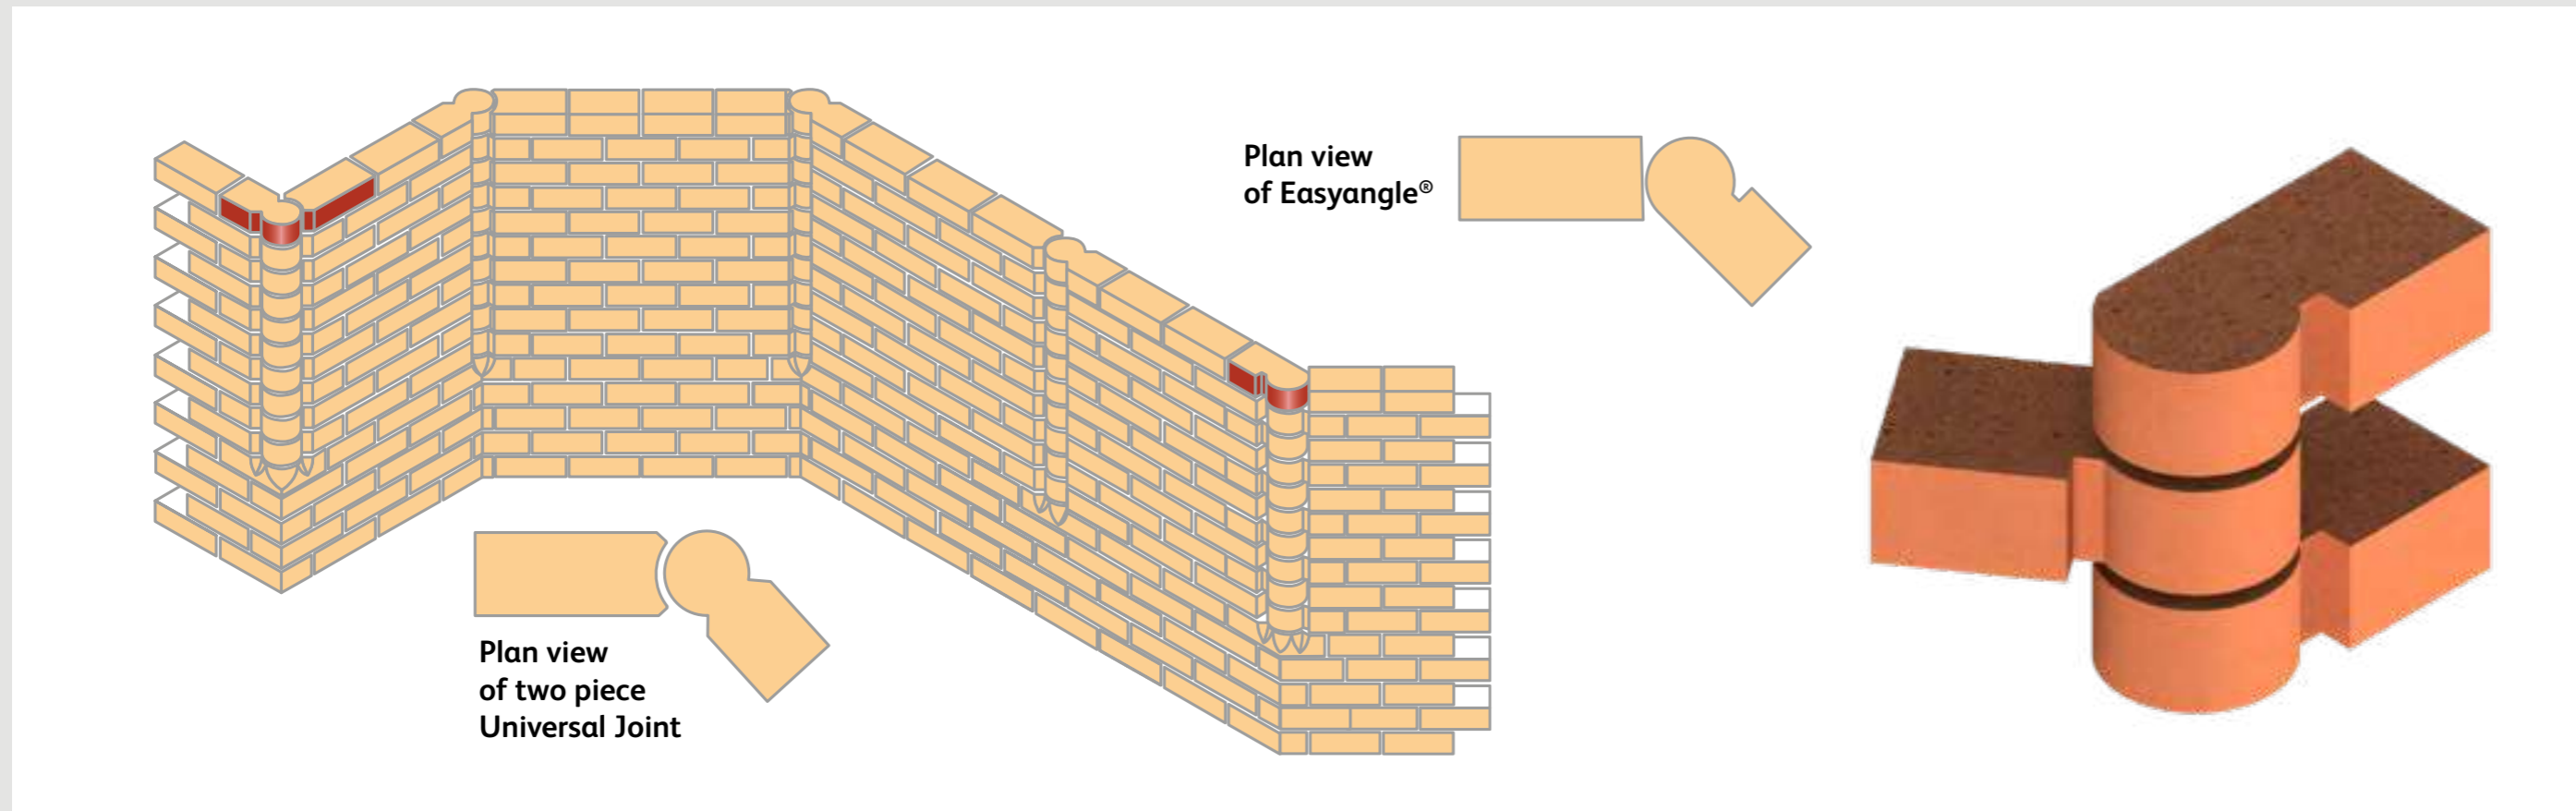 Plan view
of Easyangle®
Plan view
of two piece
Universal Joint